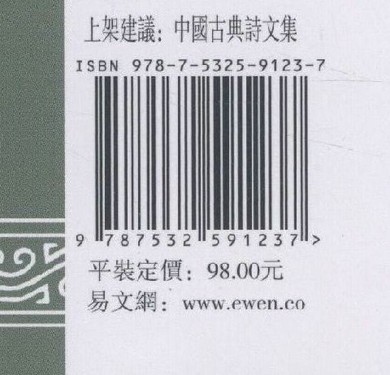 上架建議：中國古典詩文集
ISBN 978-7-5325-9123-7
9 787532 591237 >
平裝定價：98.00元
易文網：www.ewen.co